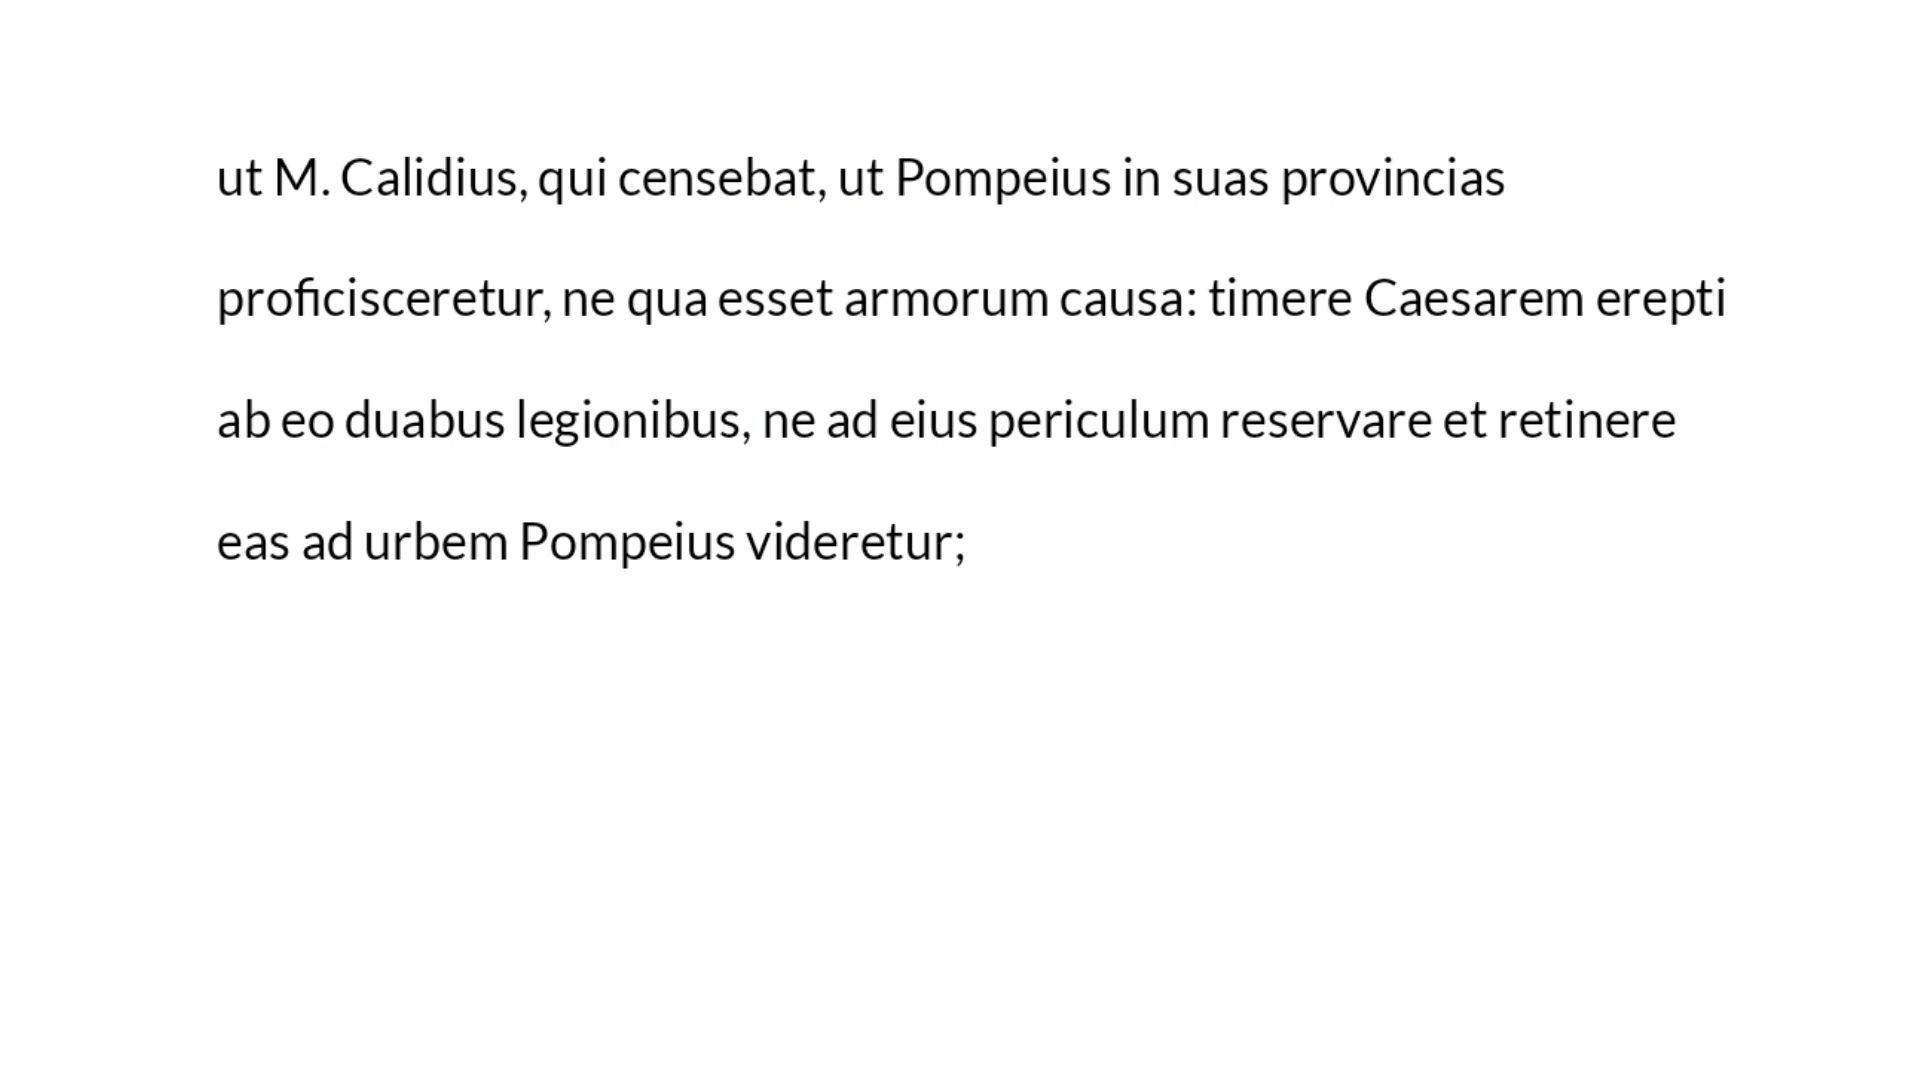 ut M. Calidius, qui censebat, ut Pompeius in suas provincias
proficisceretur, ne qua esset armorum causa: timere Caesarem erepti
ab eo duabus legionibus, ne ad eius periculum reservare et retinere
eas ad urbem Pompeius videretur;